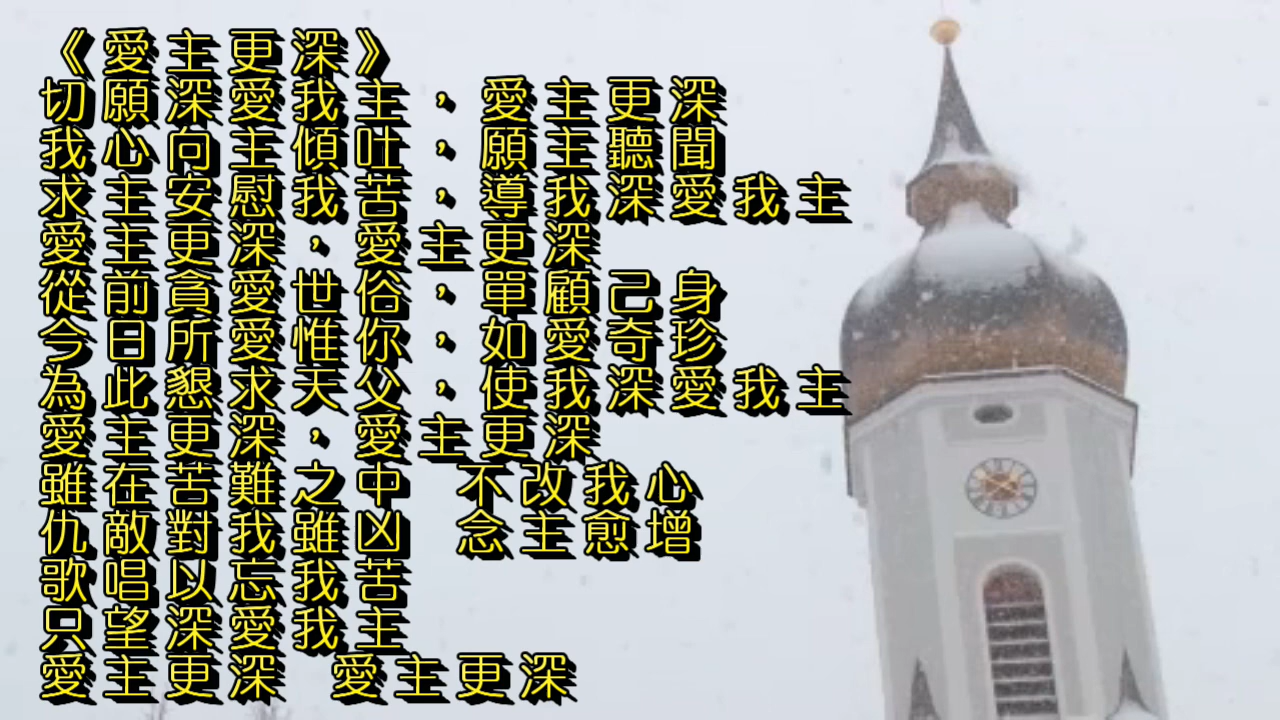 《愛主更深》
切願深愛我主，愛主更深
我心向主傾吐，願主聽聞
求主安慰我苦，導我深愛我主
愛主更深，愛主更深
從前貪愛世俗，單顧己身
今日所愛惟你，如愛奇珍
為此懇求天父，使我深愛我主
愛主更深，愛主更深
雖在苦難之中 不改我心
仇敵對我雖凶 念主愈增
歌唱以忘我苦
只望深愛我主
愛主更深 愛主更深